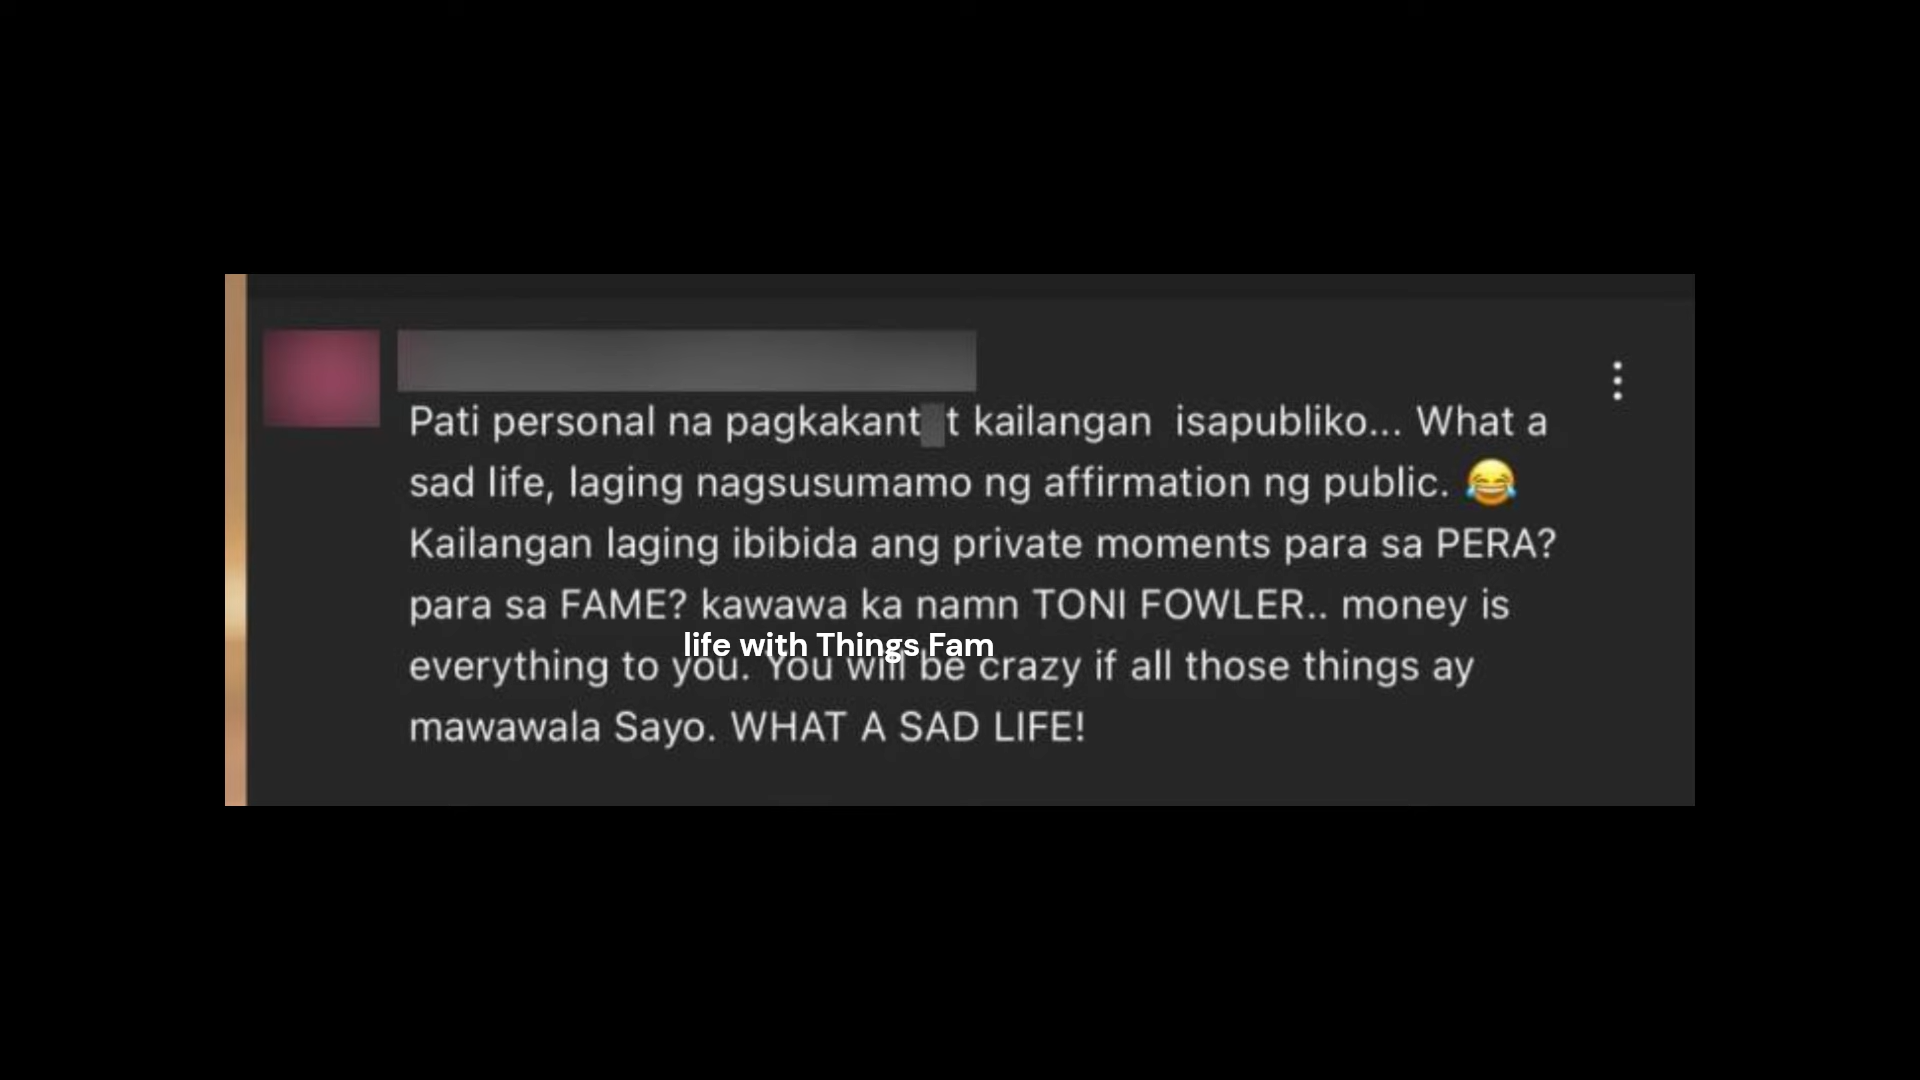 Pati personal na pagkakant t kailangan isapubliko... What a
sad life, laging nagsusumamo ng affirmation ng public. 😂
Kailangan laging ibibida ang private moments para sa PERA?
para sa FAME? kawawa ka namn TONI FOWLER.. money is
life with Things Fam
everything to you. You will be crazy if all those things ay
mawawala Sayo. WHAT A SAD LIFE!